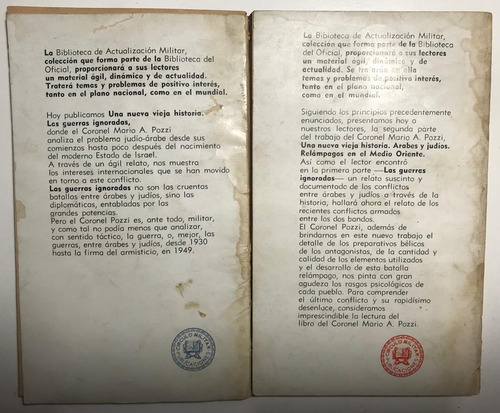 La Biblioteca de Actualización Militar,
colección que forma parte de la Biblioteca del
Oficial, proporcionará a sus lectores
un material ágil, dinámico y de actualidad.
Tratará temas y problemas de positivo interés,
tanto en el plano nacional, como en el mundial.
Hoy publicamos Una nueva vieja historia.
Las guerras ignoradas,
donde el Coronel Mario A. Pozzi
analiza el problema judío-árabe desde sus
comienzos hasta poco después del nacimiento
del moderno Estado de Israel.
A través de un ágil relato, nos muestra
los intereses internacionales que se han movido
en torno a este conflicto.
Las guerras ignoradas no son las cruentas
batallas entre árabes y judíos, sino las
diplomáticas, entabladas por las
grandes potencias.
Pero el Coronel Pozzi es, ante todo, militar,
y como tal no podía menos que analizar,
con sentido táctico, la guerra, o, mejor, las
guerras, entre árabes y judíos, desde 1930
hasta la firma del armisticio, en 1949.
CIRCULO MILITAR
La Biblioteca de Actualización Militar,
colección que forma parte de la Biblioteca
del Oficial, proporcionará a sus lectores
un material ágil, dinámico y de
actualidad. Se tratarán en ella
temas y problemas de positivo interés,
tanto en el plano nacional,
como en el mundial.
Siguiendo los principios precedentemente
enunciados, presentamos hoy a
nuestros lectores, la segunda parte
del trabajo del Coronel Mario A. Pozzi,
Una nueva vieja historia. Arabes y judíos.
Relámpagos en el Medio Oriente.
Así como el lector encontró
en la primera parte —Las guerras
ignoradas— un relato suscinto y
documentado de los conflictos
entre árabes y judíos a través de la
historia, hallará ahora el relato de los
recientes conflictos armados
entre los dos bandos.
El Coronel Pozzi, además de
brindarnos en este nuevo trabajo el
detalle de los preparativos bélicos
de los antagonistas, de la cantidad y
calidad de los elementos utilizados
y el desarrollo de esta batalla
relámpago, nos pinta con gran
agudeza los rasgos psicológicos de
cada pueblo. Para comprender
el último conflicto y su rapidísimo
desenlace, consideramos
imprescindible la lectura del
libro del Coronel Mario A. Pozzi.
CIRCULO MILITAR